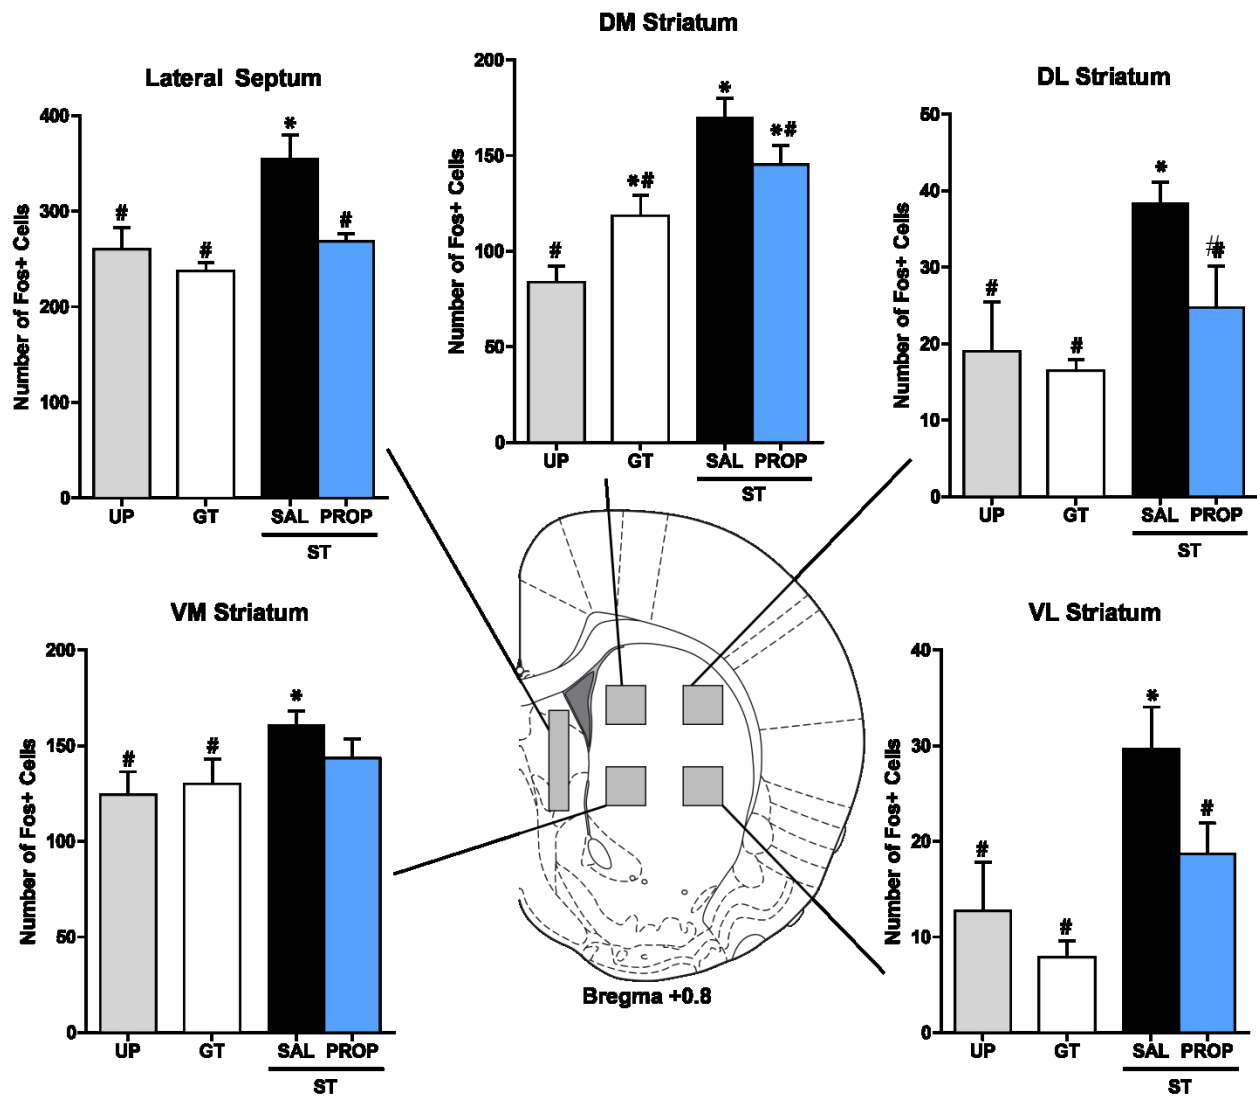 DM Striatum
Number of Fos+ Cells
200
150
100
50
0
#
*#
*
*#
UP GT SAL PROP
ST
Lateral Septum
Number of Fos+ Cells
400
300
200
100
0
#
#
*
#
UP GT SAL PROP
ST
DL Striatum
Number of Fos+ Cells
50
40
30
20
10
0
#
#
*
#
#
UP GT SAL PROP
ST
VM Striatum
Number of Fos+ Cells
200
150
100
50
0
#
#
*
UP GT SAL PROP
ST
VL Striatum
Number of Fos+ Cells
40
30
20
10
0
#
#
*
#
UP GT SAL PROP
ST
Bregma +0.8